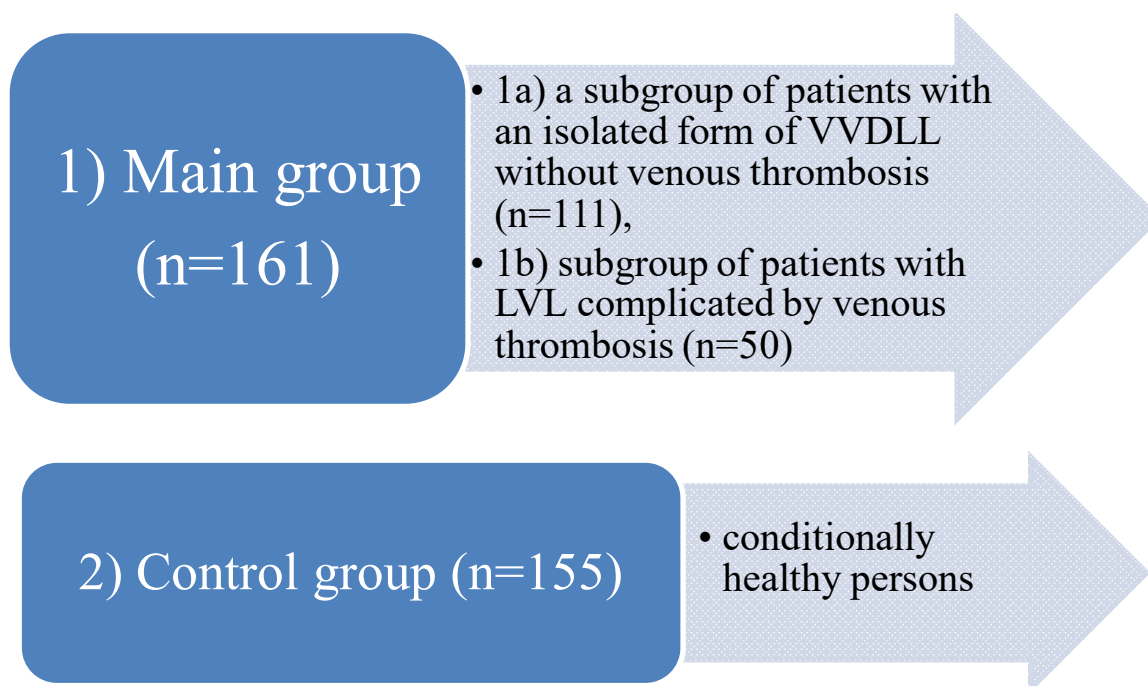 1) Main group
(n=161)
• 1a) a subgroup of patients with
an isolated form of VVDLL
without venous thrombosis
(n=111),
• 1b) subgroup of patients with
LVL complicated by venous
thrombosis (n=50)
2) Control group (n=155)
• conditionally
healthy persons